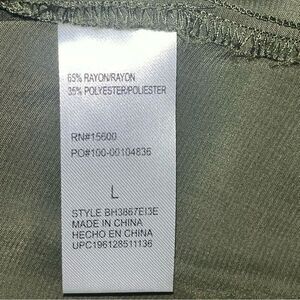 65% RAYON/RAYON
35% POLYESTER/POLIESTER
RN#15600
PO#100-00104836
L
STYLE BH3867EI3E
MADE IN CHINA
HECHO EN CHINA
UPC196128511136